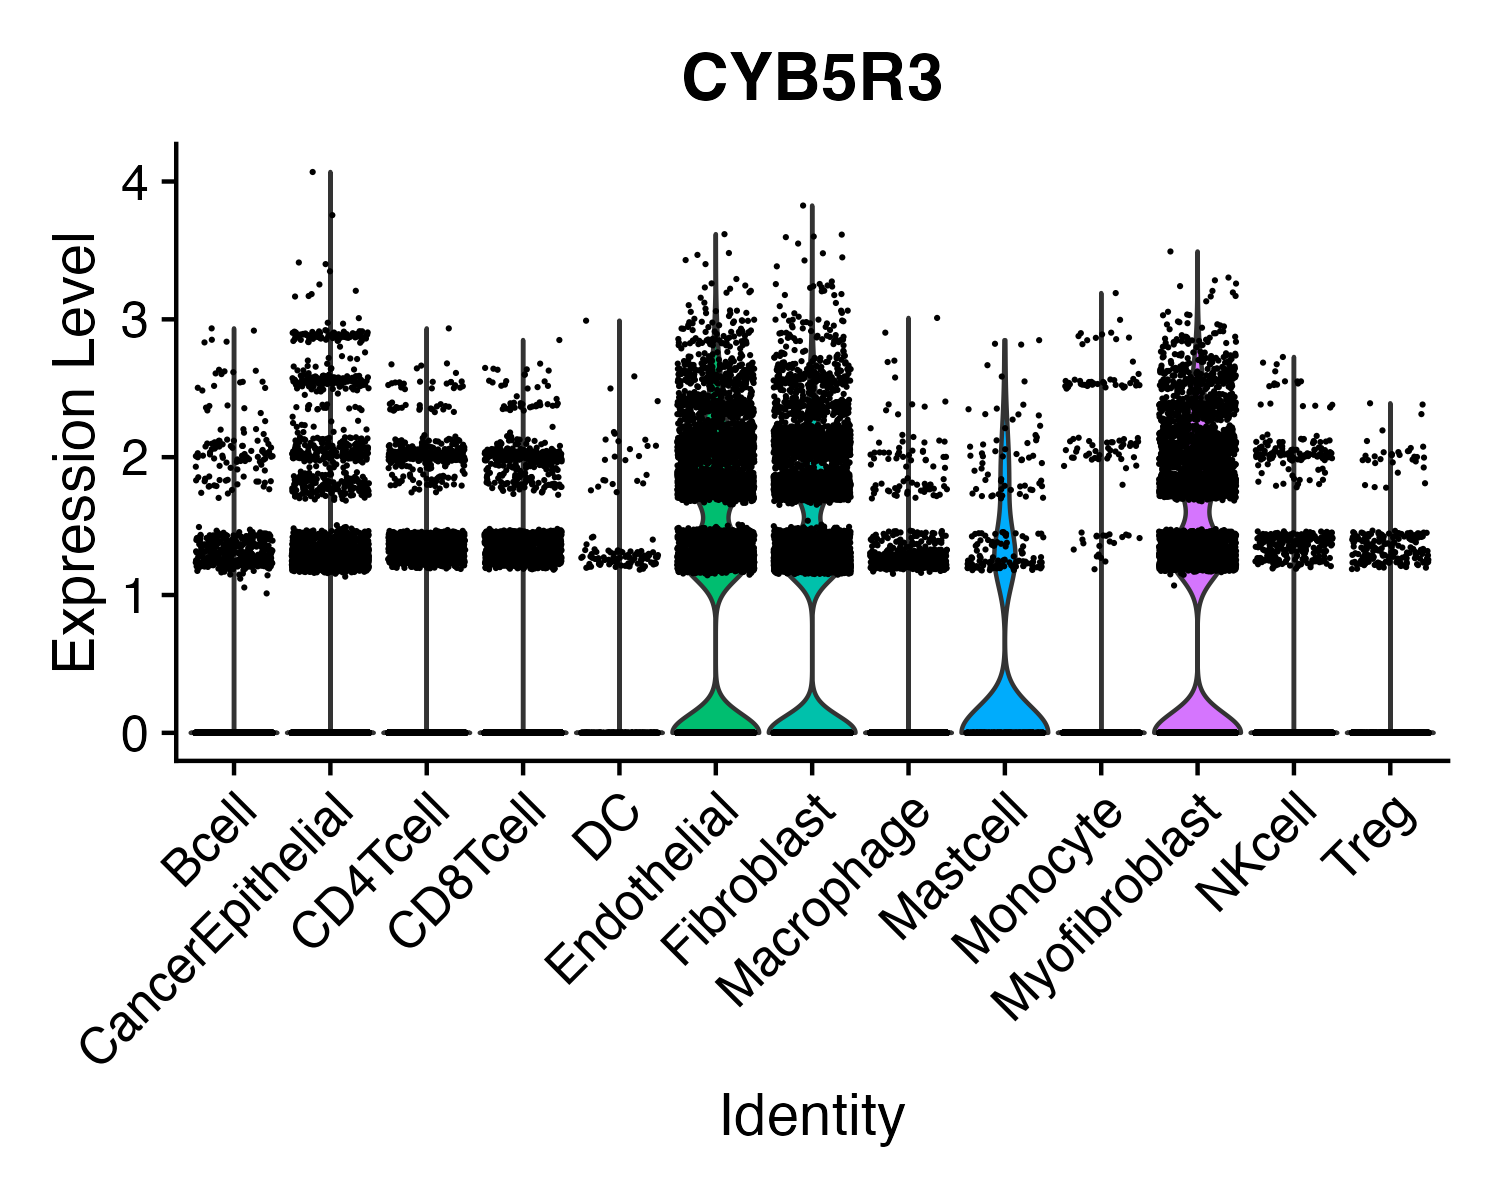 CYB5R3
Expression Level
4
3
2
1
0
Bcell
CancerEpithelial
CD4Tcell
CD8Tcell
DC
Endothelial
Fibroblast
Macrophage
Mastcell
Monocyte
Myofibroblast
NKcell
Treg
Identity